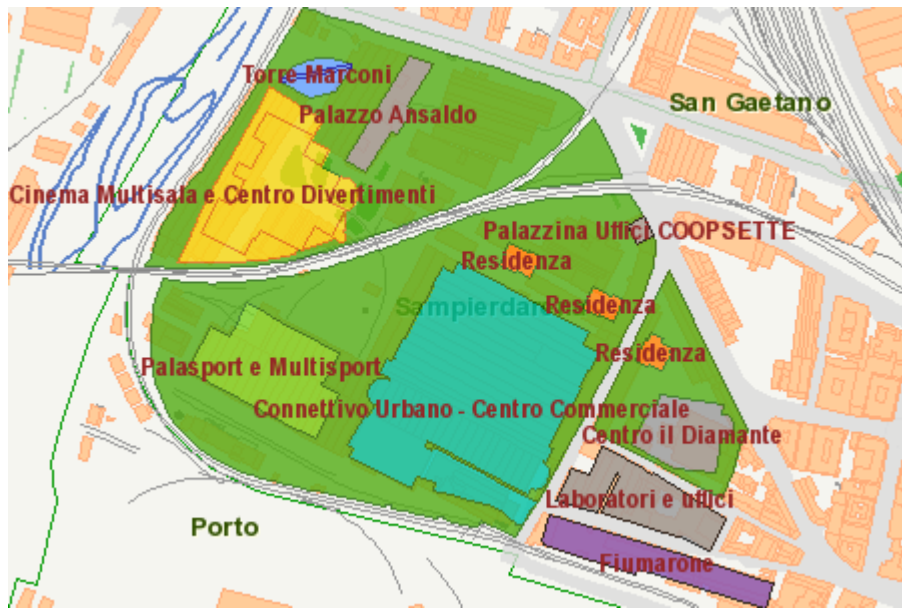 Torre Marconi
San Gaetano
Palazzo Ansaldo
Cinema Multisala e Centro Divertimenti
Palazzina Uffici COOPSETTE
Residenza
Residenza
Residenza
Palasport e Multisport
Connettivo Urbano - Centro Commerciale
Centro il Diamante
Laboratori e uffici
Porto
Fiumarone